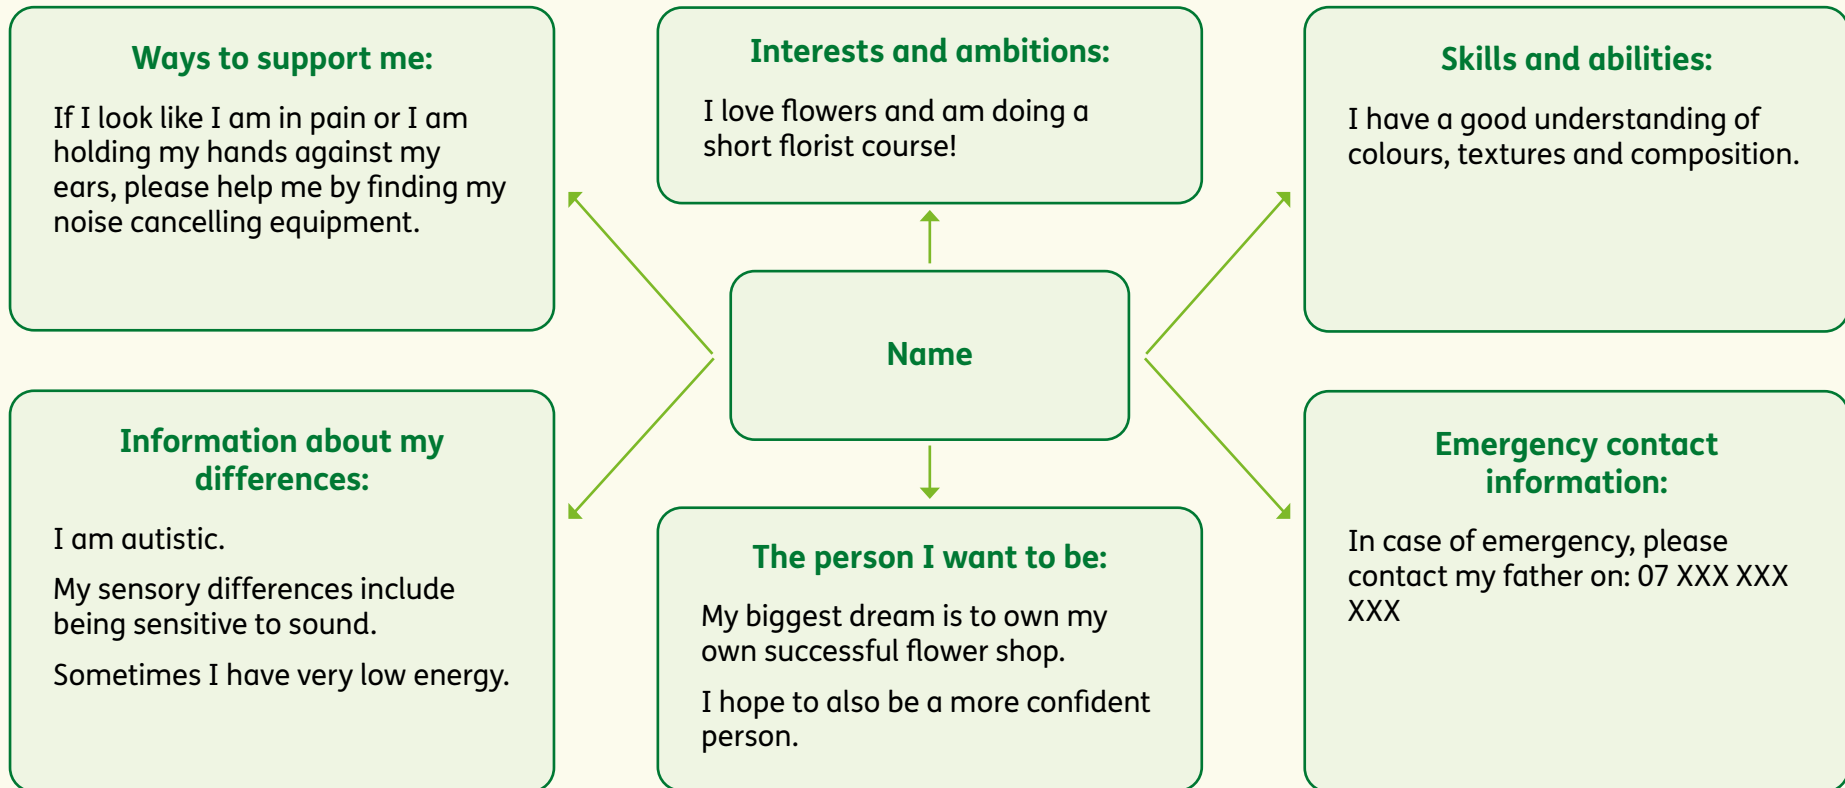 Ways to support me:
If I look like I am in pain or I am
holding my hands against my
ears, please help me by finding my
noise cancelling equipment.
Interests and ambitions:
I love flowers and am doing a
short florist course!
Skills and abilities:
I have a good understanding of
colours, textures and composition.
Name
Information about my
differences:
I am autistic.
My sensory differences include
being sensitive to sound.
Sometimes I have very low energy.
The person I want to be:
My biggest dream is to own my
own successful flower shop.
I hope to also be a more confident
person.
Emergency contact
information:
In case of emergency, please
contact my father on: 07 XXX XXX
XXX